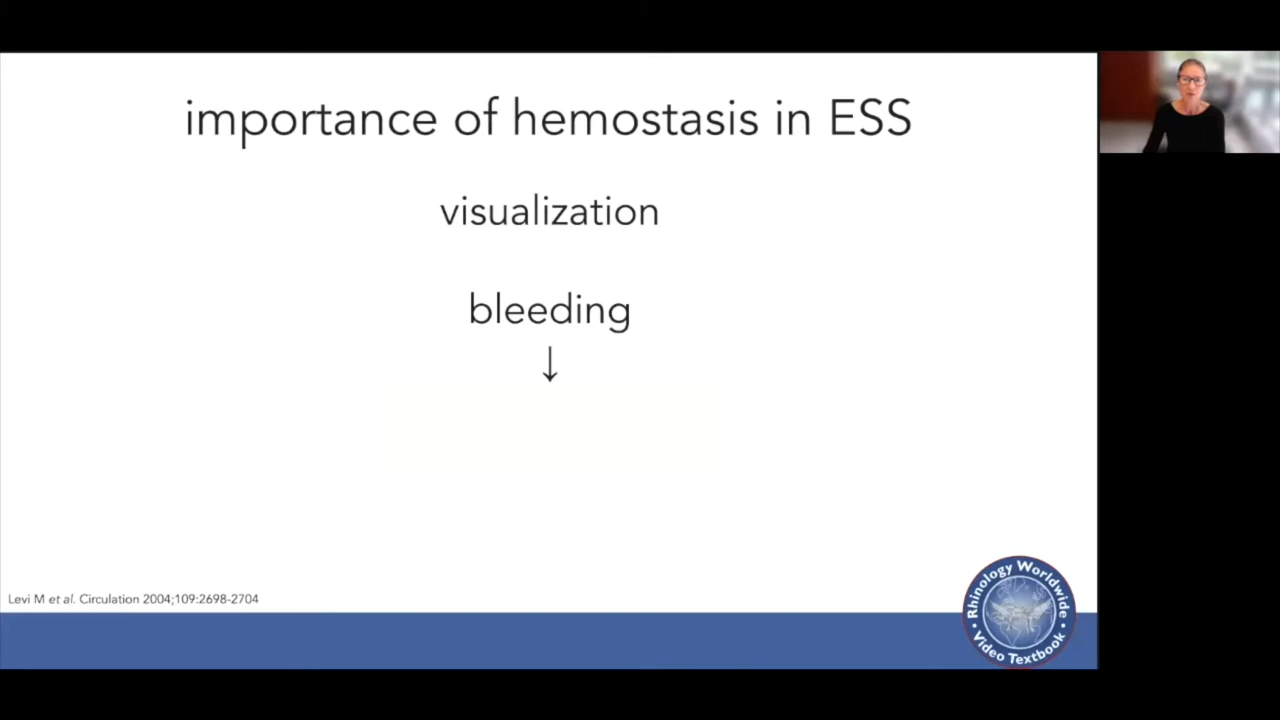 importance of hemostasis in ESS
visualization
bleeding
↓
Levi M et al. Circulation 2004;109:2698-2704
Rhinology Worldwide
• Video Textbook •